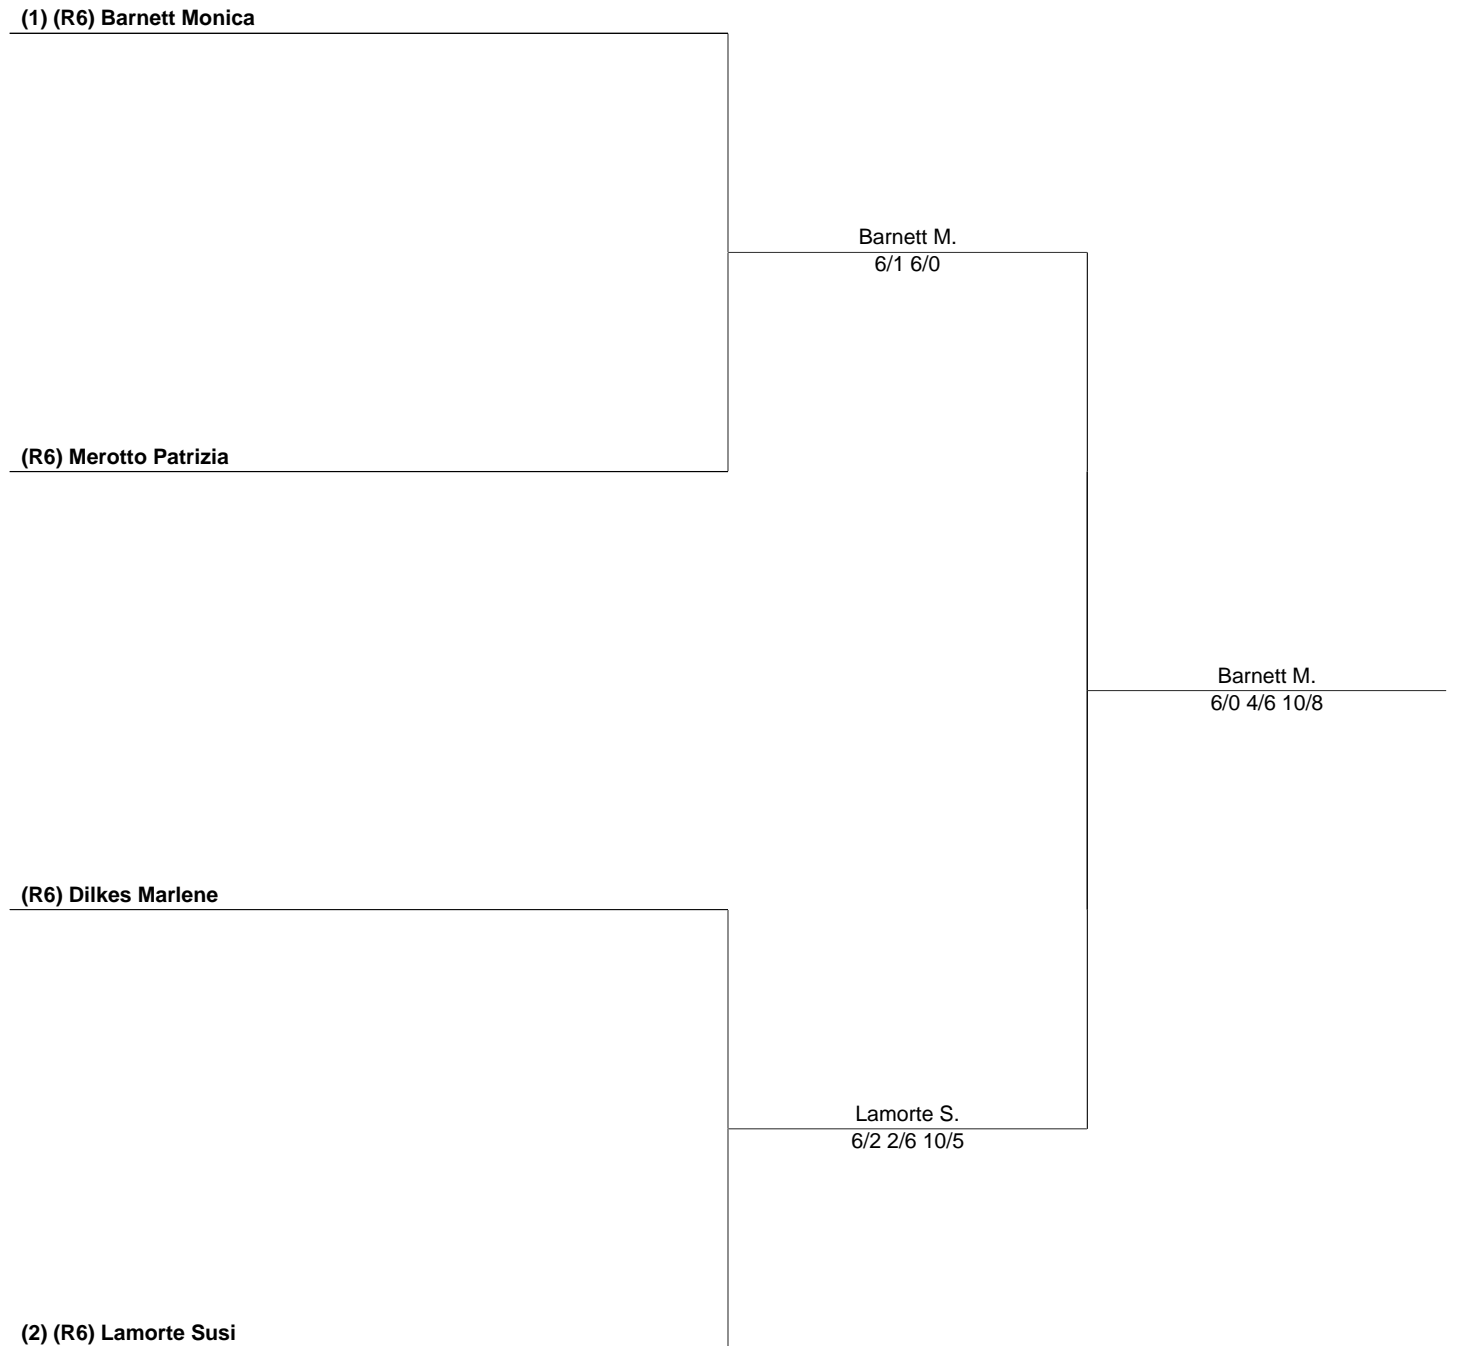 (1) (R6) Barnett Monica
Barnett M.
6/1 6/0
(R6) Merotto Patrizia
Barnett M.
6/0 4/6 10/8
(R6) Dilkes Marlene
Lamorte S.
6/2 2/6 10/5
(2) (R6) Lamorte Susi